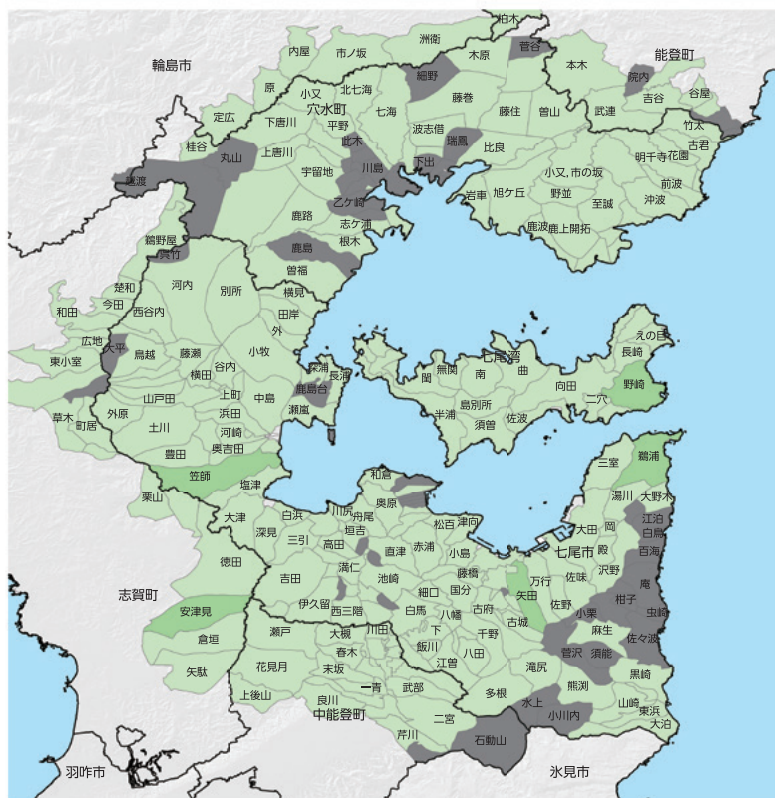 柏木
洲衛
市ノ坂
内屋
木原
菅谷
輪島市
能登町
本木
細野
院内
原
小又
北七海
穴水町
藤巻
吉谷
谷屋
定広
七海
武連
下唐川
平野
藤住
曽山
竹太
波志借
此木
瑞鳳
古君
桂谷
丸山
上唐川
比良
明千寺
花園
下出
川島
宇留地
小又,市の坂
前波
旭ケ丘
野並
岩車
至誠
沖波
乙ケ崎
鹿路
志ケ浦
鹿波
鹿上開拓
鵜野屋
根木
鹿島
呉竹
曽福
河内
別所
横見
楚和
今田
和田
西谷内
田岸
外
広地
大平
えの目
長崎
七尾湾
東小室
鳥越
藤瀬
小牧
谷内
横田
深浦
長浦
閨
無関
南
曲
向田
野崎
鹿島台
山戸田
上町
中島
瀬嵐
半浦
島別所
二穴
草木
町居
外原
土川
浜田
須曽
佐波
河崎
奥吉田
豊田
笠師
塩津
三室
鵜浦
和倉
栗山
奥原
湯川
大野木
大津
白浜
川尻
舟尾
松百
津向
江泊
深見
三引
垣吉
高田
大田
岡
白鳥
直津
赤浦
小島
七尾市
殿
百海
徳田
満仁
藤橋
沢野
吉田
池崎
万行
佐味
庵
志賀町
細口
国分
矢田
柑子
安津見
伊久留
西三階
白馬
八幡
古府
佐野
小栗
虫崎
古城
倉垣
瀬戸
大槻
川田
下
千野
麻生
春木
飯川
佐々波
矢駄
花見月
末坂
江曽
八田
滝尻
菅沢
須能
黒崎
上後山
一青
武部
熊渕
良川
多根
水上
山崎
中能登町
二宮
小川内
東浜
大泊
芹川
石動山
羽咋市
氷見市